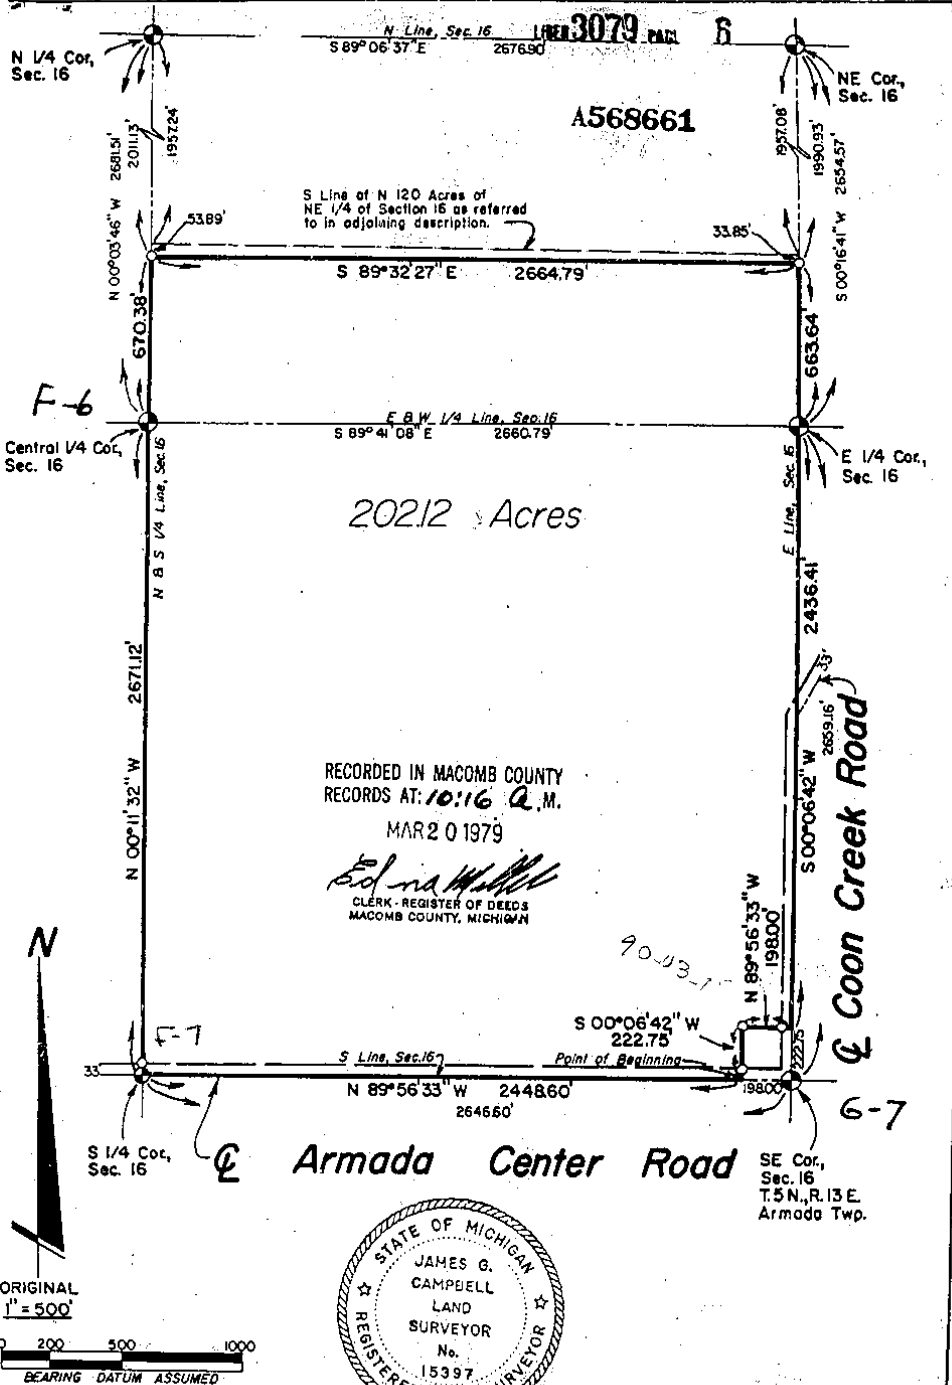 N Line, Sec. 16
LIBER 3079 PAGE 6
S 89° 06' 37" E 2676.90
N 1/4 Cor,
Sec. 16
NE Cor.,
Sec. 16
A568661
2681.51'
2011.13'
1957.24'
N 00°03'46" W
1957.08'
1990.93'
2654.57'
S 00°16'41" W
S Line of N 120 Acres of
NE 1/4 of Section 16 as referred
to in adjoining description.
53.89'
33.85'
S 89°32'27" E 2664.79'
670.38'
663.64'
F-6
E & W 1/4 Line, Sec. 16
S 89° 41' 08" E 2660.79'
Central 1/4 Cor.,
Sec. 16
E 1/4 Cor.,
Sec. 16
N & S 1/4 Line, Sec. 16
E Line, Sec. 16
202.12 Acres
2436.41'
33'
2671.12'
N 00°11'32" W
2659.16'
S 00°06'42" W
℄ Coon Creek Road
RECORDED IN MACOMB COUNTY
RECORDS AT: 10:16 A.M.
MAR 20 1979
Edna Miller
CLERK - REGISTER OF DEEDS
MACOMB COUNTY, MICHIGAN
N
N 89°56'33" W
198.00'
S 00°06'42" W
222.75'
222.75
F-7
S Line, Sec. 16
Point of Beginning
33'
N 89°56'33" W 2448.60'
198.00'
2646.60'
G-7
S 1/4 Cor.,
Sec. 16
℄ Armada Center Road
SE Cor.,
Sec. 16
T. 5 N., R. 13 E.
Armada Twp.
STATE OF MICHIGAN
JAMES G.
CAMPBELL
LAND
SURVEYOR
No.
15397
REGISTERED
SURVEYOR
ORIGINAL
1" = 500'
0 200 500 1000
BEARING DATUM ASSUMED